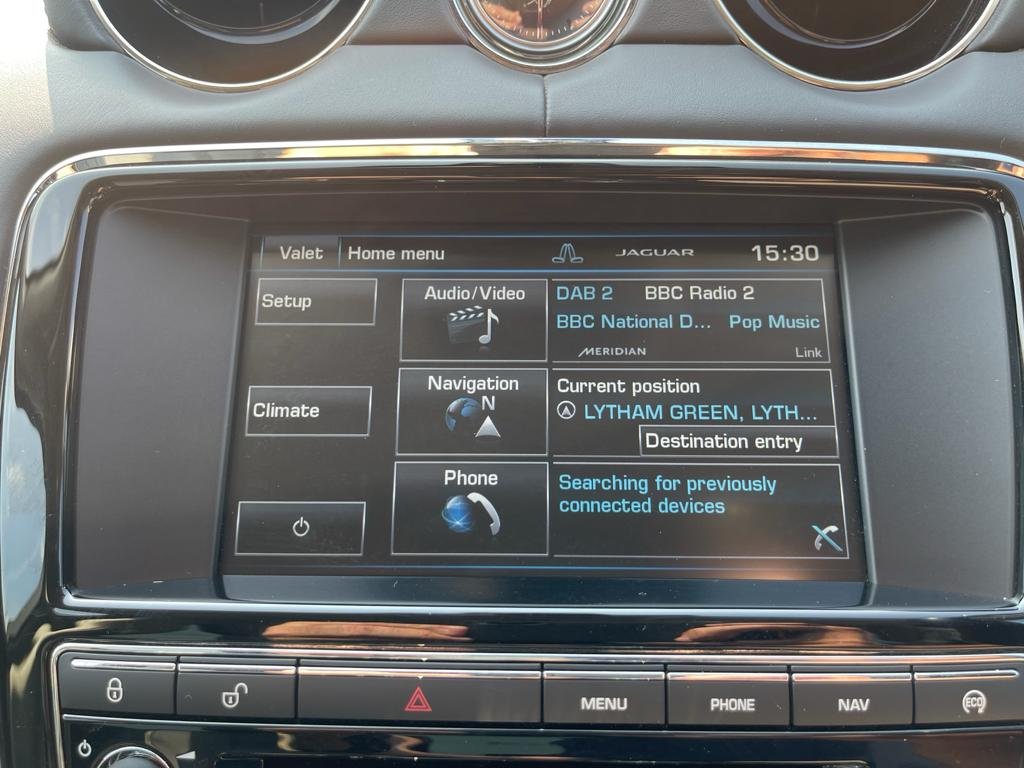 Valet Home menu JAGUAR 15:30
Setup
Audio/Video
DAB 2 BBC Radio 2
BBC National D... Pop Music
MERIDIAN Link
Climate
Navigation
N
Current position
LYTHAM GREEN, LYTH...
Destination entry
Phone
Searching for previously
connected devices
MENU PHONE NAV ECO